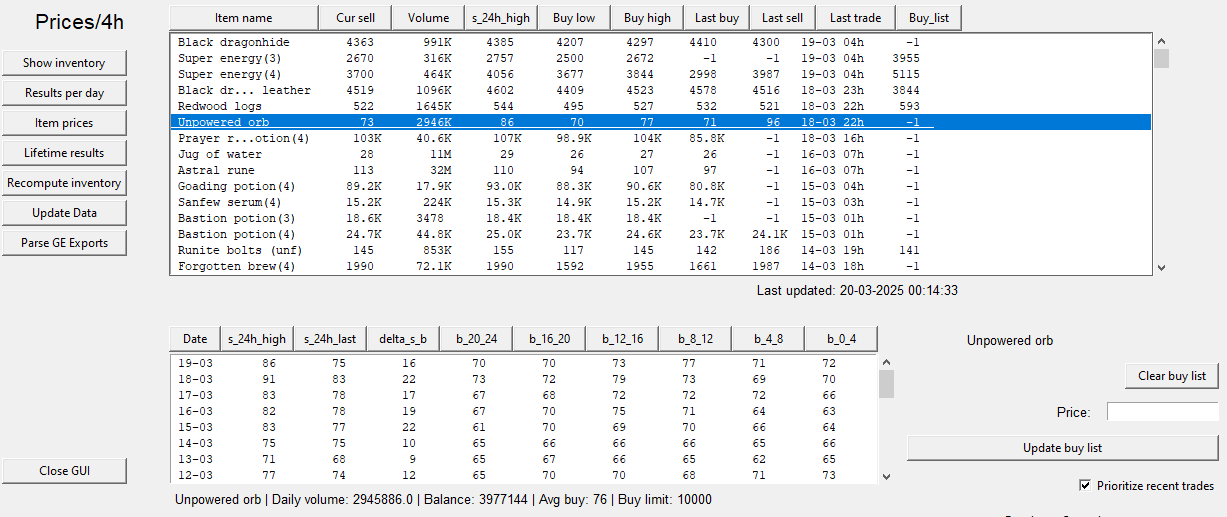 Prices/4h
Show inventory
Results per day
Item prices
Lifetime results
Recompute inventory
Update Data
Parse GE Exports
Close GUI
Item name Cur sell Volume s_24h_high Buy low Buy high Last buy Last sell Last trade Buy_list
Black dragonhide 4363 991K 4385 4207 4297 4410 4300 19-03 04h -1
Super energy(3) 2670 316K 2757 2500 2672 -1 -1 19-03 04h 3955
Super energy(4) 3700 464K 4056 3677 3844 2998 3987 19-03 04h 5115
Black dr... leather 4519 1096K 4602 4409 4523 4578 4516 18-03 23h 3844
Redwood logs 522 1645K 544 495 527 532 521 18-03 22h 593
Unpowered orb 73 2946K 86 70 77 71 96 18-03 22h -1
Prayer r...otion(4) 103K 40.6K 107K 98.9K 104K 85.8K -1 18-03 16h -1
Jug of water 28 11M 29 26 27 26 -1 16-03 07h -1
Astral rune 113 32M 110 94 107 97 -1 16-03 07h -1
Goading potion(4) 89.2K 17.9K 93.0K 88.3K 90.6K 80.8K -1 15-03 04h -1
Sanfew serum(4) 15.2K 224K 15.3K 14.9K 15.2K 14.7K -1 15-03 03h -1
Bastion potion(3) 18.6K 3478 18.4K 18.4K 18.4K -1 -1 15-03 01h -1
Bastion potion(4) 24.7K 44.8K 25.0K 23.7K 24.6K 23.7K 24.1K 15-03 01h -1
Runite bolts (unf) 145 853K 155 117 145 142 186 14-03 19h 141
Forgotten brew(4) 1990 72.1K 1990 1592 1955 1661 1987 14-03 18h -1
Last updated: 20-03-2025 00:14:33
Date s_24h_high s_24h_last delta_s_b b_20_24 b_16_20 b_12_16 b_8_12 b_4_8 b_0_4
19-03 86 75 16 70 70 73 77 71 72
18-03 91 83 22 73 72 79 73 69 70
17-03 83 78 17 67 68 72 72 72 66
16-03 82 78 19 67 70 75 71 64 63
15-03 83 77 22 61 70 69 70 66 64
14-03 75 75 10 65 66 66 66 65 66
13-03 71 68 9 65 67 66 65 62 65
12-03 77 74 12 65 70 70 68 71 73
Unpowered orb | Daily volume: 2945886.0 | Balance: 3977144 | Avg buy: 76 | Buy limit: 10000
Unpowered orb
Clear buy list
Price:
Update buy list
Prioritize recent trades